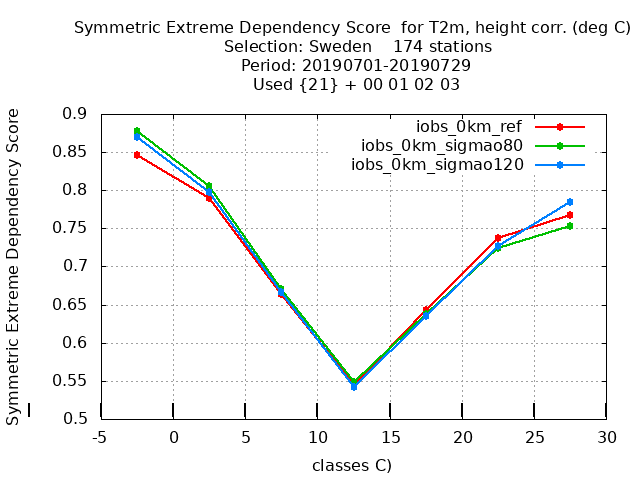 Symmetric Extreme Dependency Score for T2m, height corr. (deg C)
Selection: Sweden 174 stations
Period: 20190701-20190729
Used {21} + 00 01 02 03
Symmetric Extreme Dependency Score
0.9
0.85
0.8
0.75
0.7
0.65
0.6
0.55
0.5
iobs_0km_ref
iobs_0km_sigmao80
iobs_0km_sigmao120
-5 0 5 10 15 20 25 30
classes C)